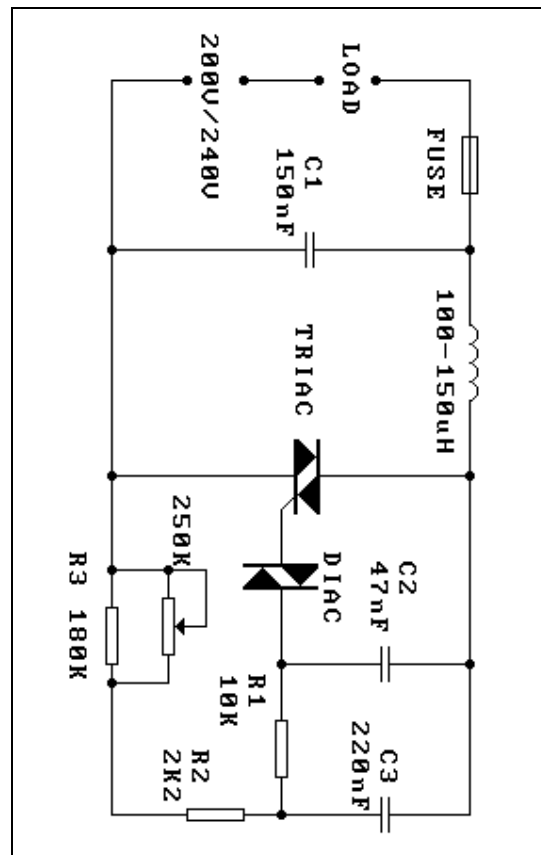 200V/240V
LOAD
FUSE
C1
150nF
100-150uH
TRIAC
250K
R3 180K
DIAC
C2
47nF
R1
10K
R2
2K2
C3
220nF